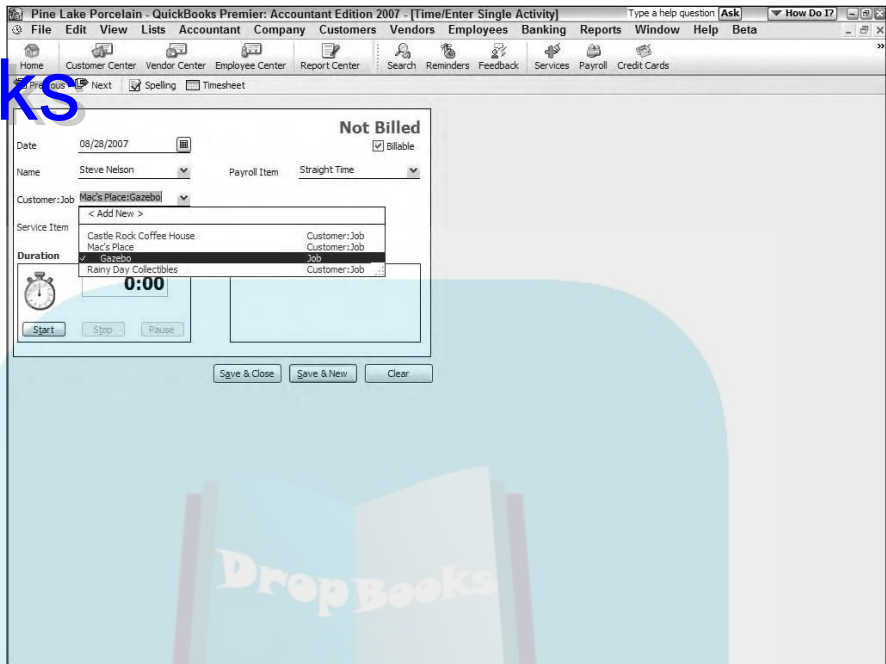 Pine Lake Porcelain - QuickBooks Premier: Accountant Edition 2007 - [Time/Enter Single Activity] Type a help question Ask How Do I?
File Edit View Lists Accountant Company Customers Vendors Employees Banking Reports Window Help Beta
Home Customer Center Vendor Center Employee Center Report Center Search Reminders Feedback Services Payroll Credit Cards
Previous Next Spelling Timesheet
ks
Not Billed
Date 08/28/2007 Billable
Name Steve Nelson Payroll Item Straight Time
Customer:Job Mac's Place:Gazebo
< Add New >
Service Item
Castle Rock Coffee House Customer:Job
Mac's Place Customer:Job
Duration
Gazebo Job
Rainy Day Collectibles Customer:Job
0:00
Start Stop Pause
Save & Close Save & New Clear
DropBooks